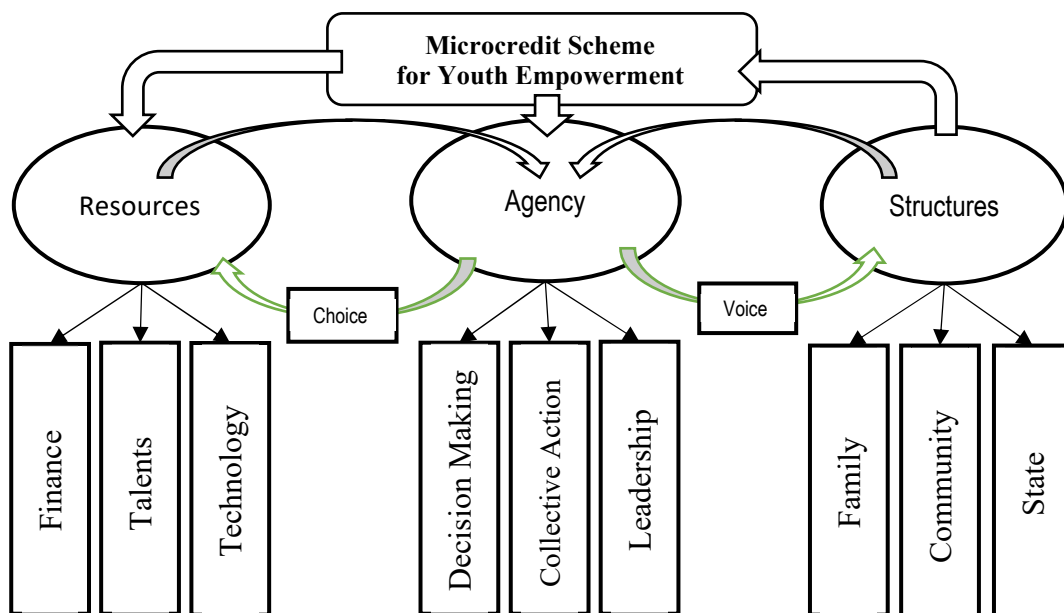 Microcredit Scheme
for Youth Empowerment
Resources
Agency
Structures
Choice
Voice
Finance
Talents
Technology
Decision Making
Collective Action
Leadership
Family
Community
State